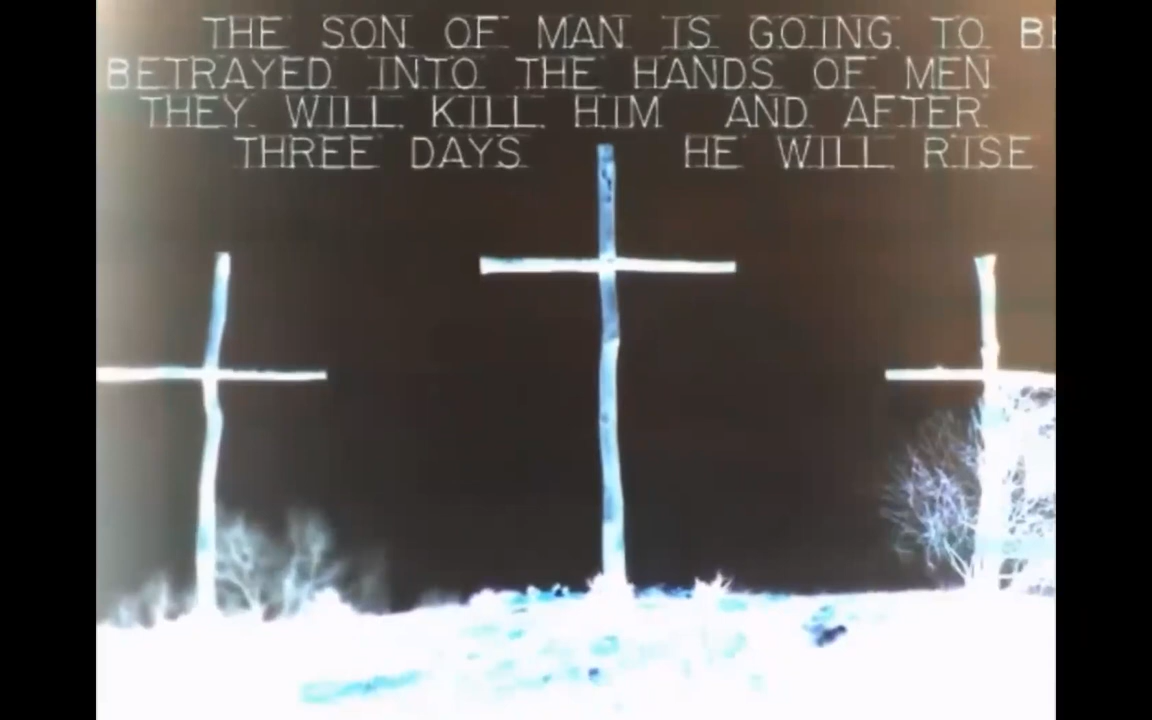 THE SON OF MAN IS GOING TO BE
BETRAYED INTO THE HANDS OF MEN
THEY WILL KILL HIM AND AFTER
THREE DAYS HE WILL RISE